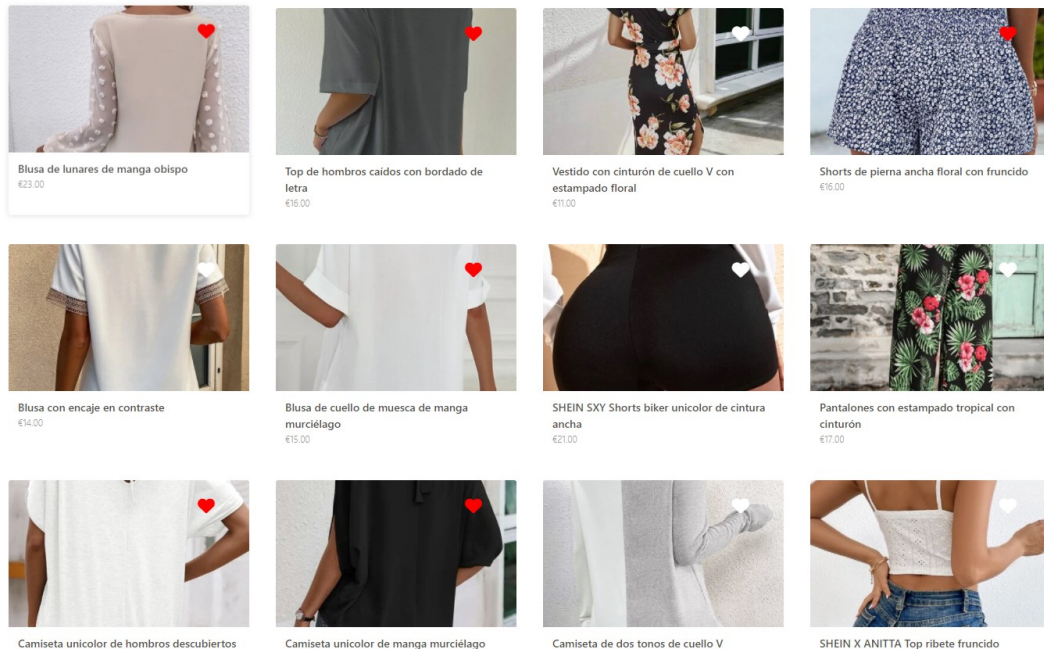 Blusa de lunares de manga obispo
€23.00
Top de hombros caídos con bordado de
letra
€16.00
Vestido con cinturón de cuello V con
estampado floral
€11.00
Shorts de pierna ancha floral con fruncido
€16.00
Blusa con encaje en contraste
€14.00
Blusa de cuello de muesca de manga
murciélago
€15.00
SHEIN SXY Shorts biker unicolor de cintura
ancha
€21.00
Pantalones con estampado tropical con
cinturón
€17.00
Camiseta unicolor de hombros descubiertos
Camiseta unicolor de manga murciélago
Camiseta de dos tonos de cuello V
SHEIN X ANITTA Top ribete fruncido